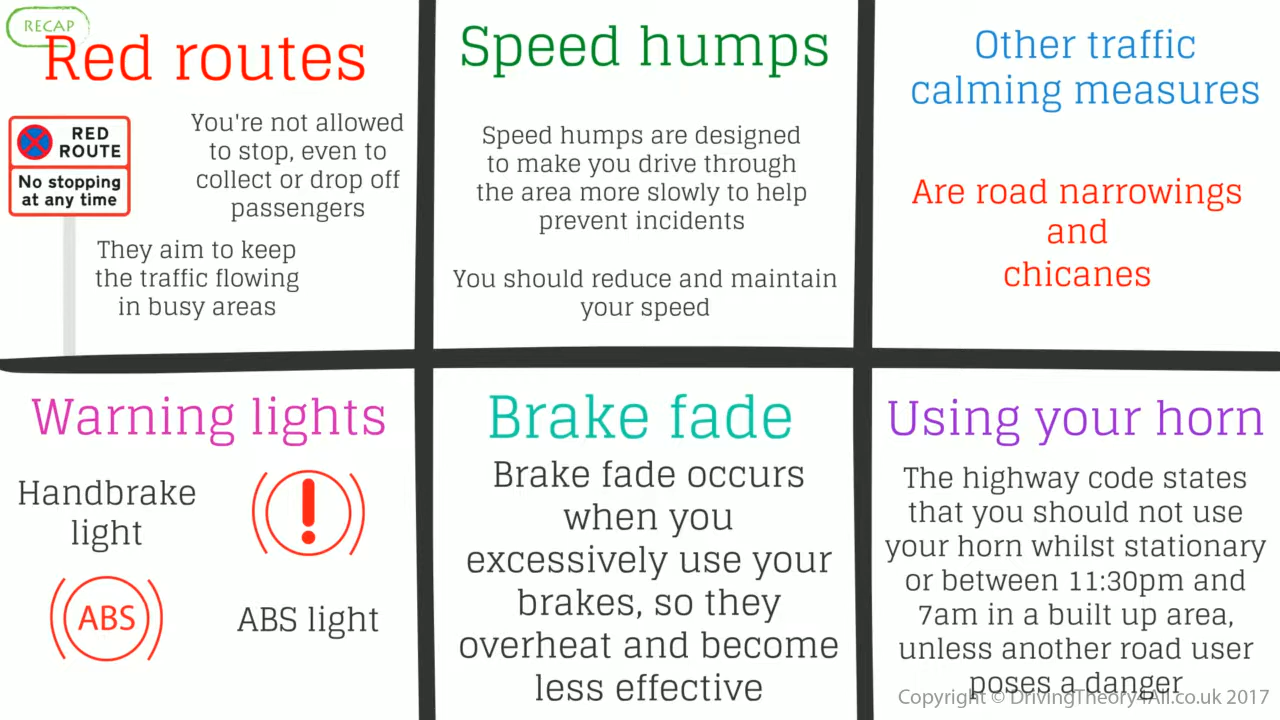 RECAP
Red routes
RED
ROUTE
No stopping
at any time
You're not allowed
to stop, even to
collect or drop off
passengers
They aim to keep
the traffic flowing
in busy areas
Speed humps
Speed humps are designed
to make you drive through
the area more slowly to help
prevent incidents
You should reduce and maintain
your speed
Other traffic
calming measures
Are road narrowings
and
chicanes
Warning lights
Handbrake
light
!
ABS
ABS light
Brake fade
Brake fade occurs
when you
excessively use your
brakes, so they
overheat and become
less effective
Using your horn
The highway code states
that you should not use
your horn whilst stationary
or between 11:30pm and
7am in a built up area,
unless another road user
poses a danger
Copyright © DrivingTheory4All.co.uk 2017